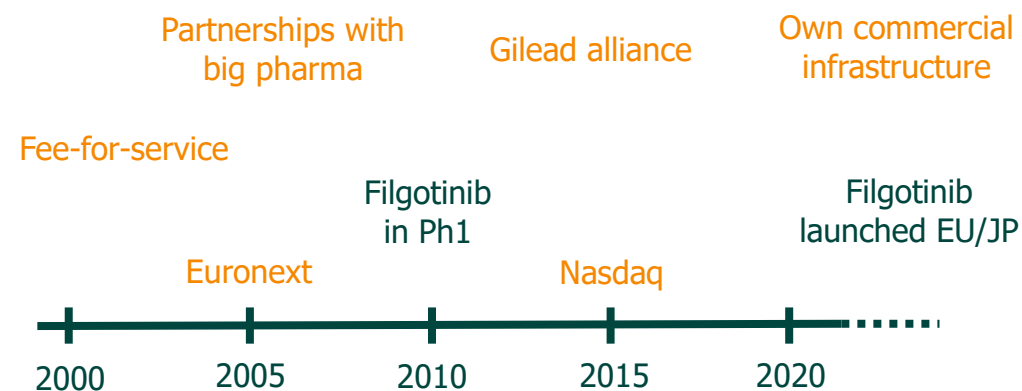 Partnerships with
big pharma
Gilead alliance
Own commercial
infrastructure
Fee-for-service
Filgotinib
in Ph1
Filgotinib
launched EU/JP
Euronext
Nasdaq
2000
2005
2010
2015
2020